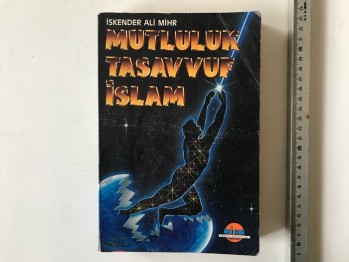 İSKENDER ALİ MİHR
MUTLULUK
TASAVVUF
İSLAM